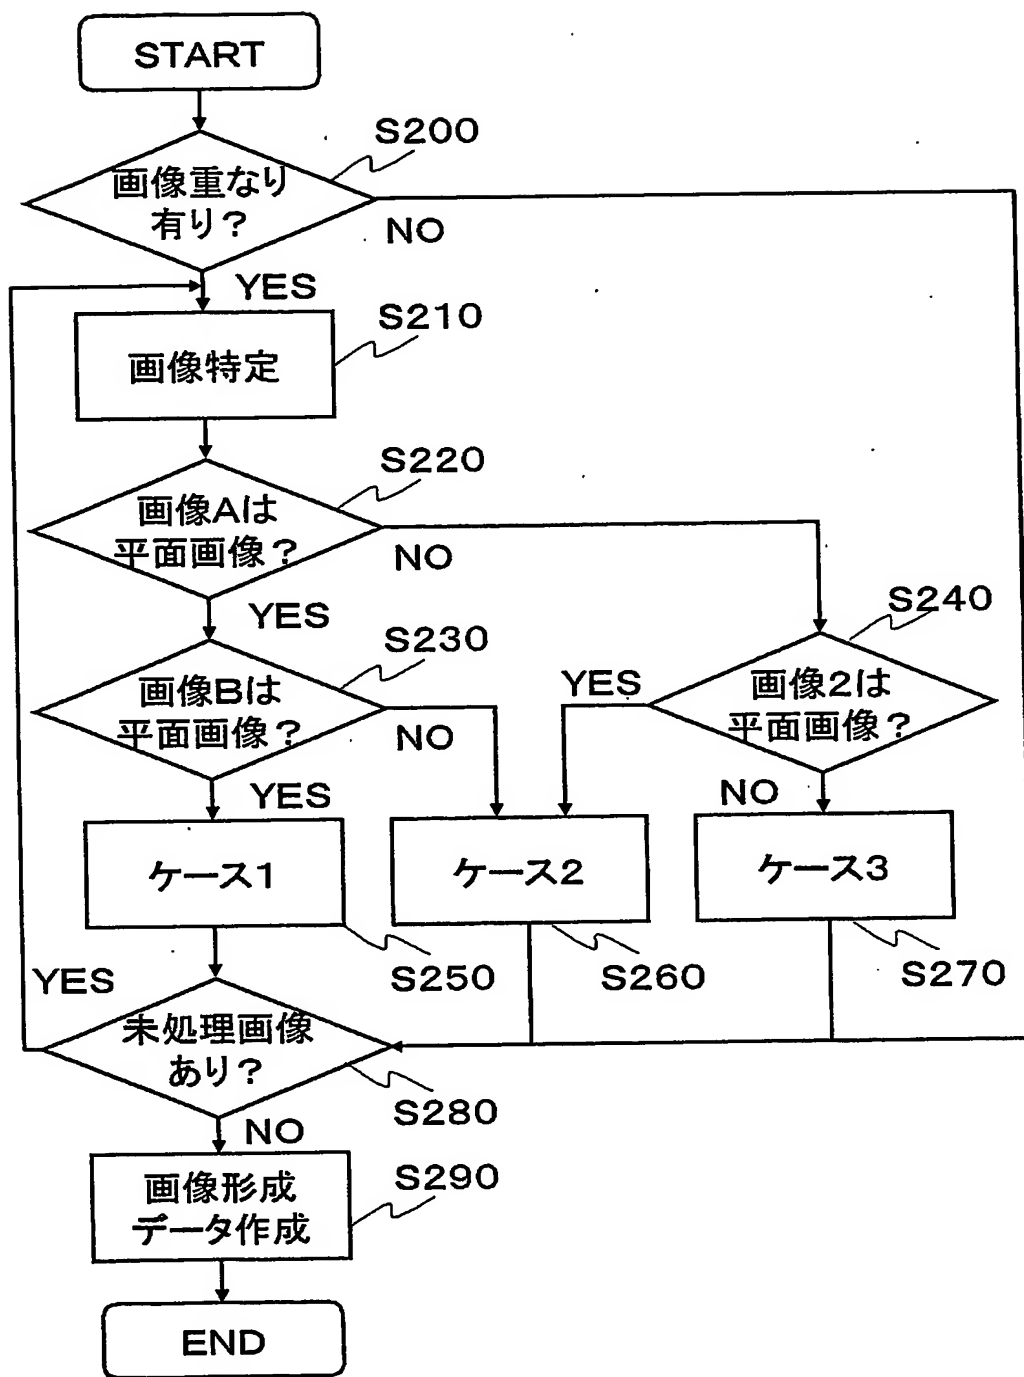 START
S200
画像重なり
有り?
NO
YES
S210
画像特定
S220
画像Aは
平面画像?
NO
YES
S230
画像Bは
平面画像?
NO
YES
S240
画像2は
平面画像?
YES
NO
ケース1
ケース2
ケース3
S250
S260
S270
YES
未処理画像
あり?
S280
NO
S290
画像形成
データ作成
END